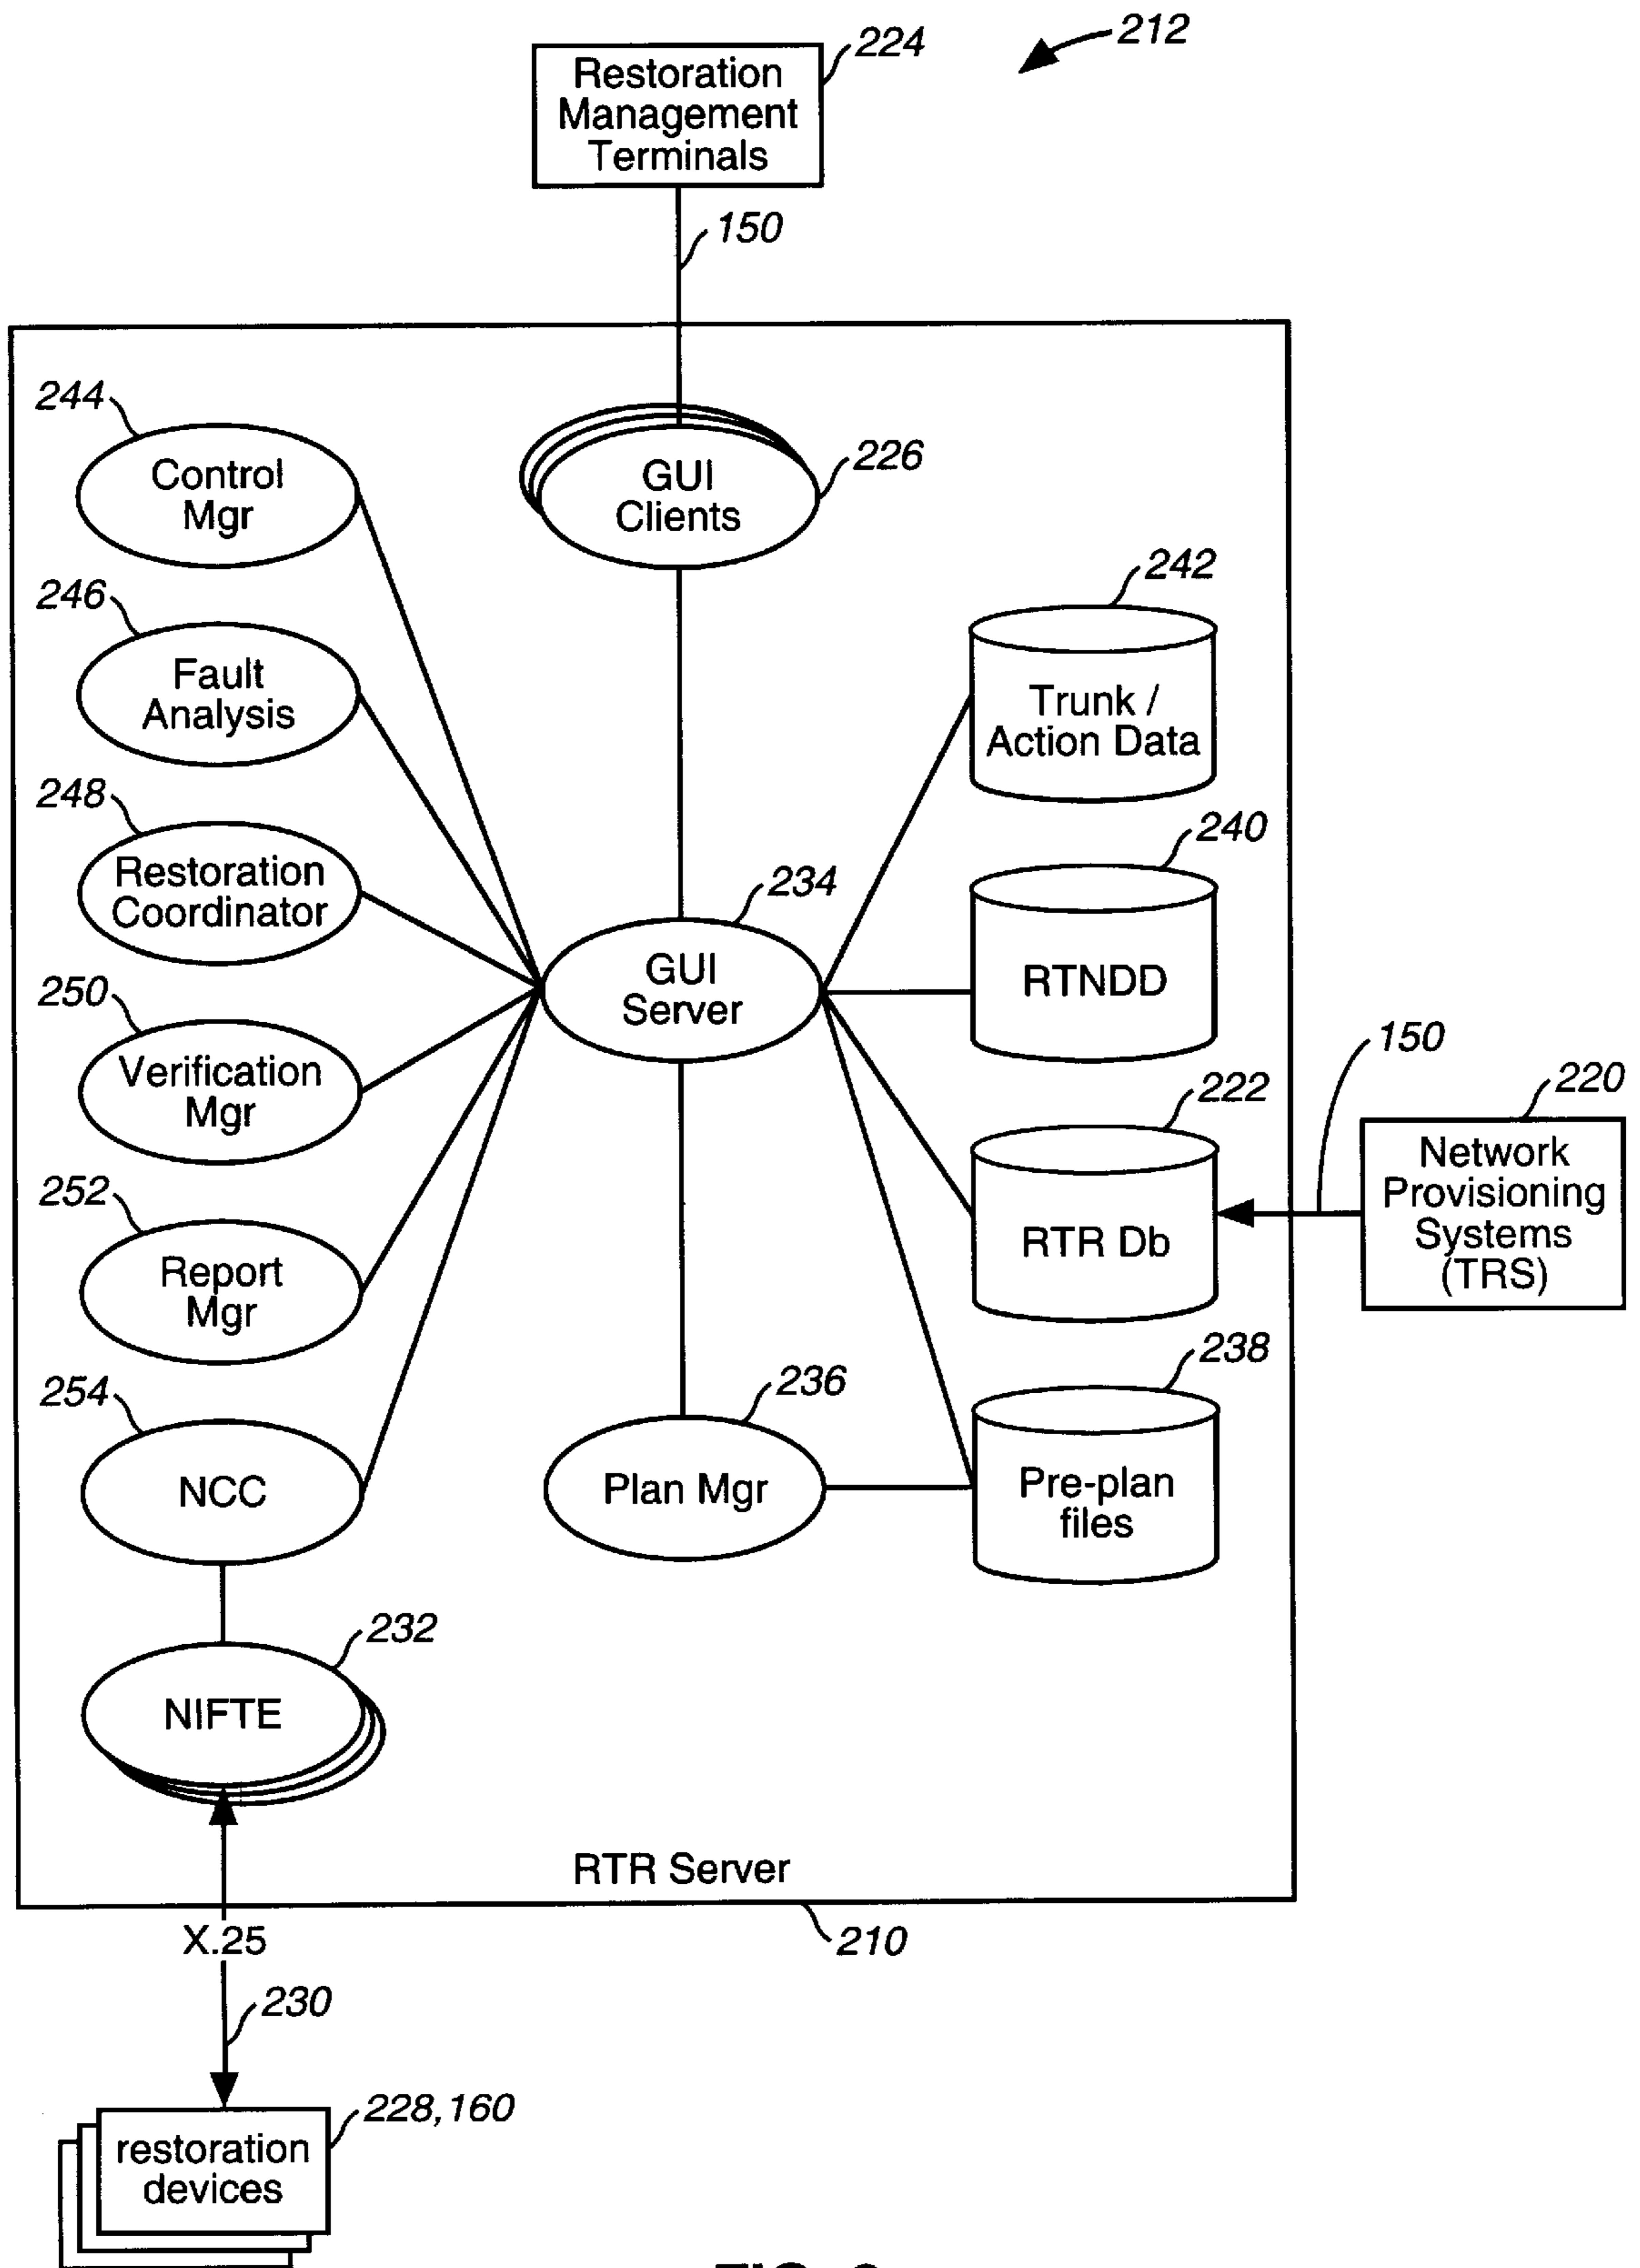 212
224
Restoration
Management
Terminals
150
244
Control
Mgr
GUI
Clients
226
246
Fault
Analysis
242
Trunk /
Action Data
248
Restoration
Coordinator
234
GUI
Server
240
RTNDD
250
Verification
Mgr
222
RTR Db
150
220
Network
Provisioning
Systems
(TRS)
252
Report
Mgr
254
NCC
236
Plan Mgr
238
Pre-plan
files
232
NIFTE
RTR Server
210
X.25
230
228,160
restoration
devices